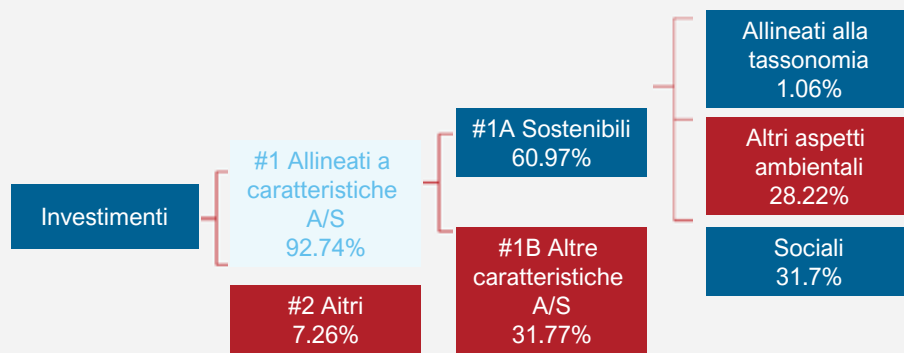 Investimenti
#1 Allineati a
caratteristiche
A/S
92.74%
#2 Aitri
7.26%
#1A Sostenibili
60.97%
#1B Altre
caratteristiche
A/S
31.77%
Allineati alla
tassonomia
1.06%
Altri aspetti
ambientali
28.22%
Sociali
31.7%